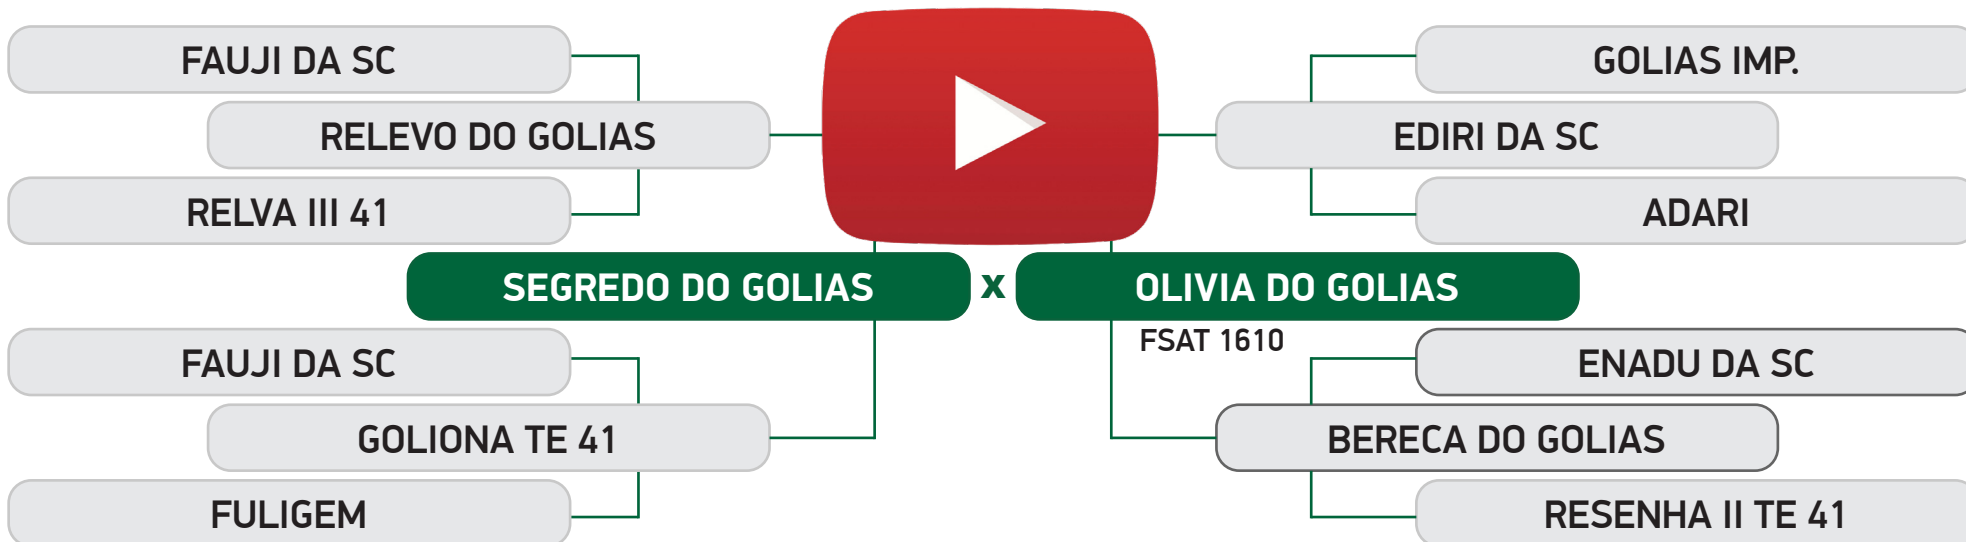 FAUJI DA SC
GOLIAS IMP.
RELEVO DO GOLIAS
EDIRI DA SC
RELVA III 41
ADARI
SEGREDO DO GOLIAS x OLIVIA DO GOLIAS
FSAT 1610
FAUJI DA SC
ENADU DA SC
GOLIONA TE 41
BERECA DO GOLIAS
FULIGEM
RESENHA II TE 41